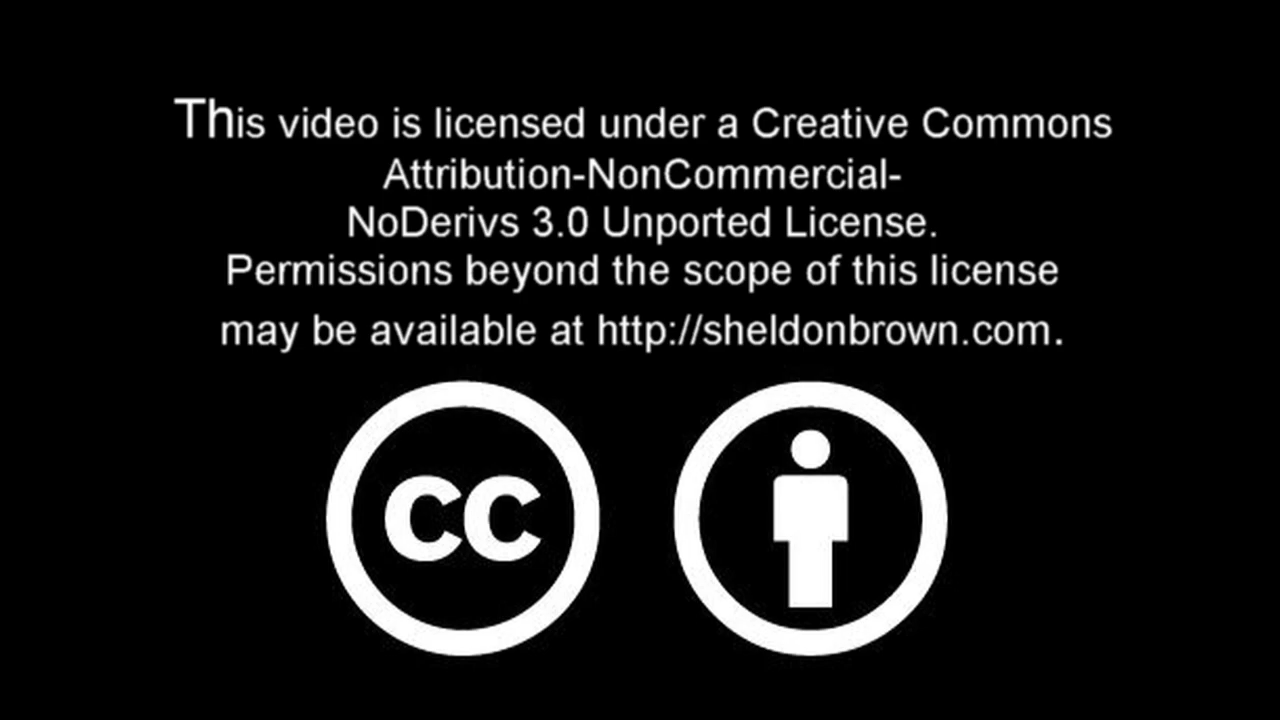 This video is licensed under a Creative Commons
Attribution-NonCommercial-
NoDerivs 3.0 Unported License.
Permissions beyond the scope of this license
may be available at http://sheldonbrown.com.
cc